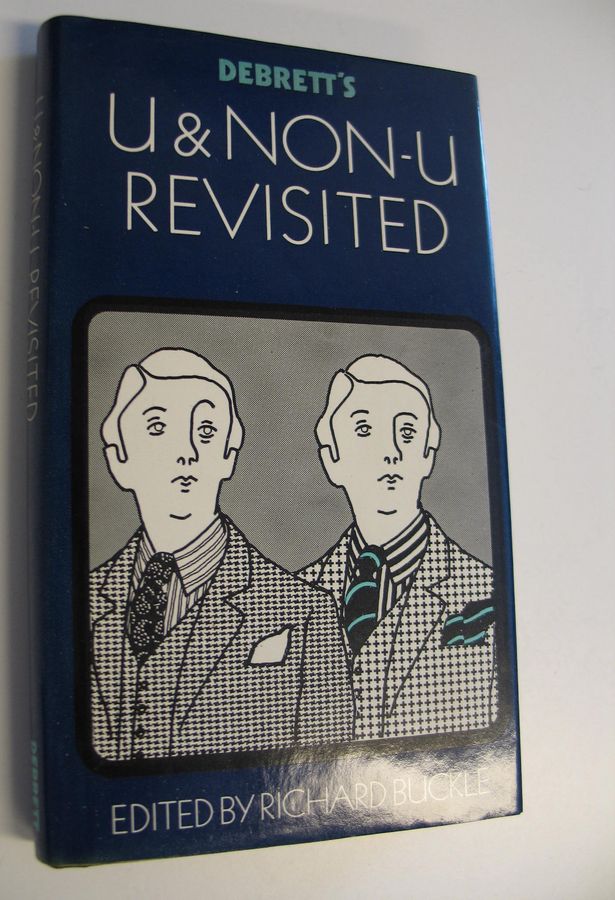 DEBRETT'S
U & NON-U
REVISITED
EDITED BY RICHARD BUCKLE
U & NON-U REVISITED
DEBRETT